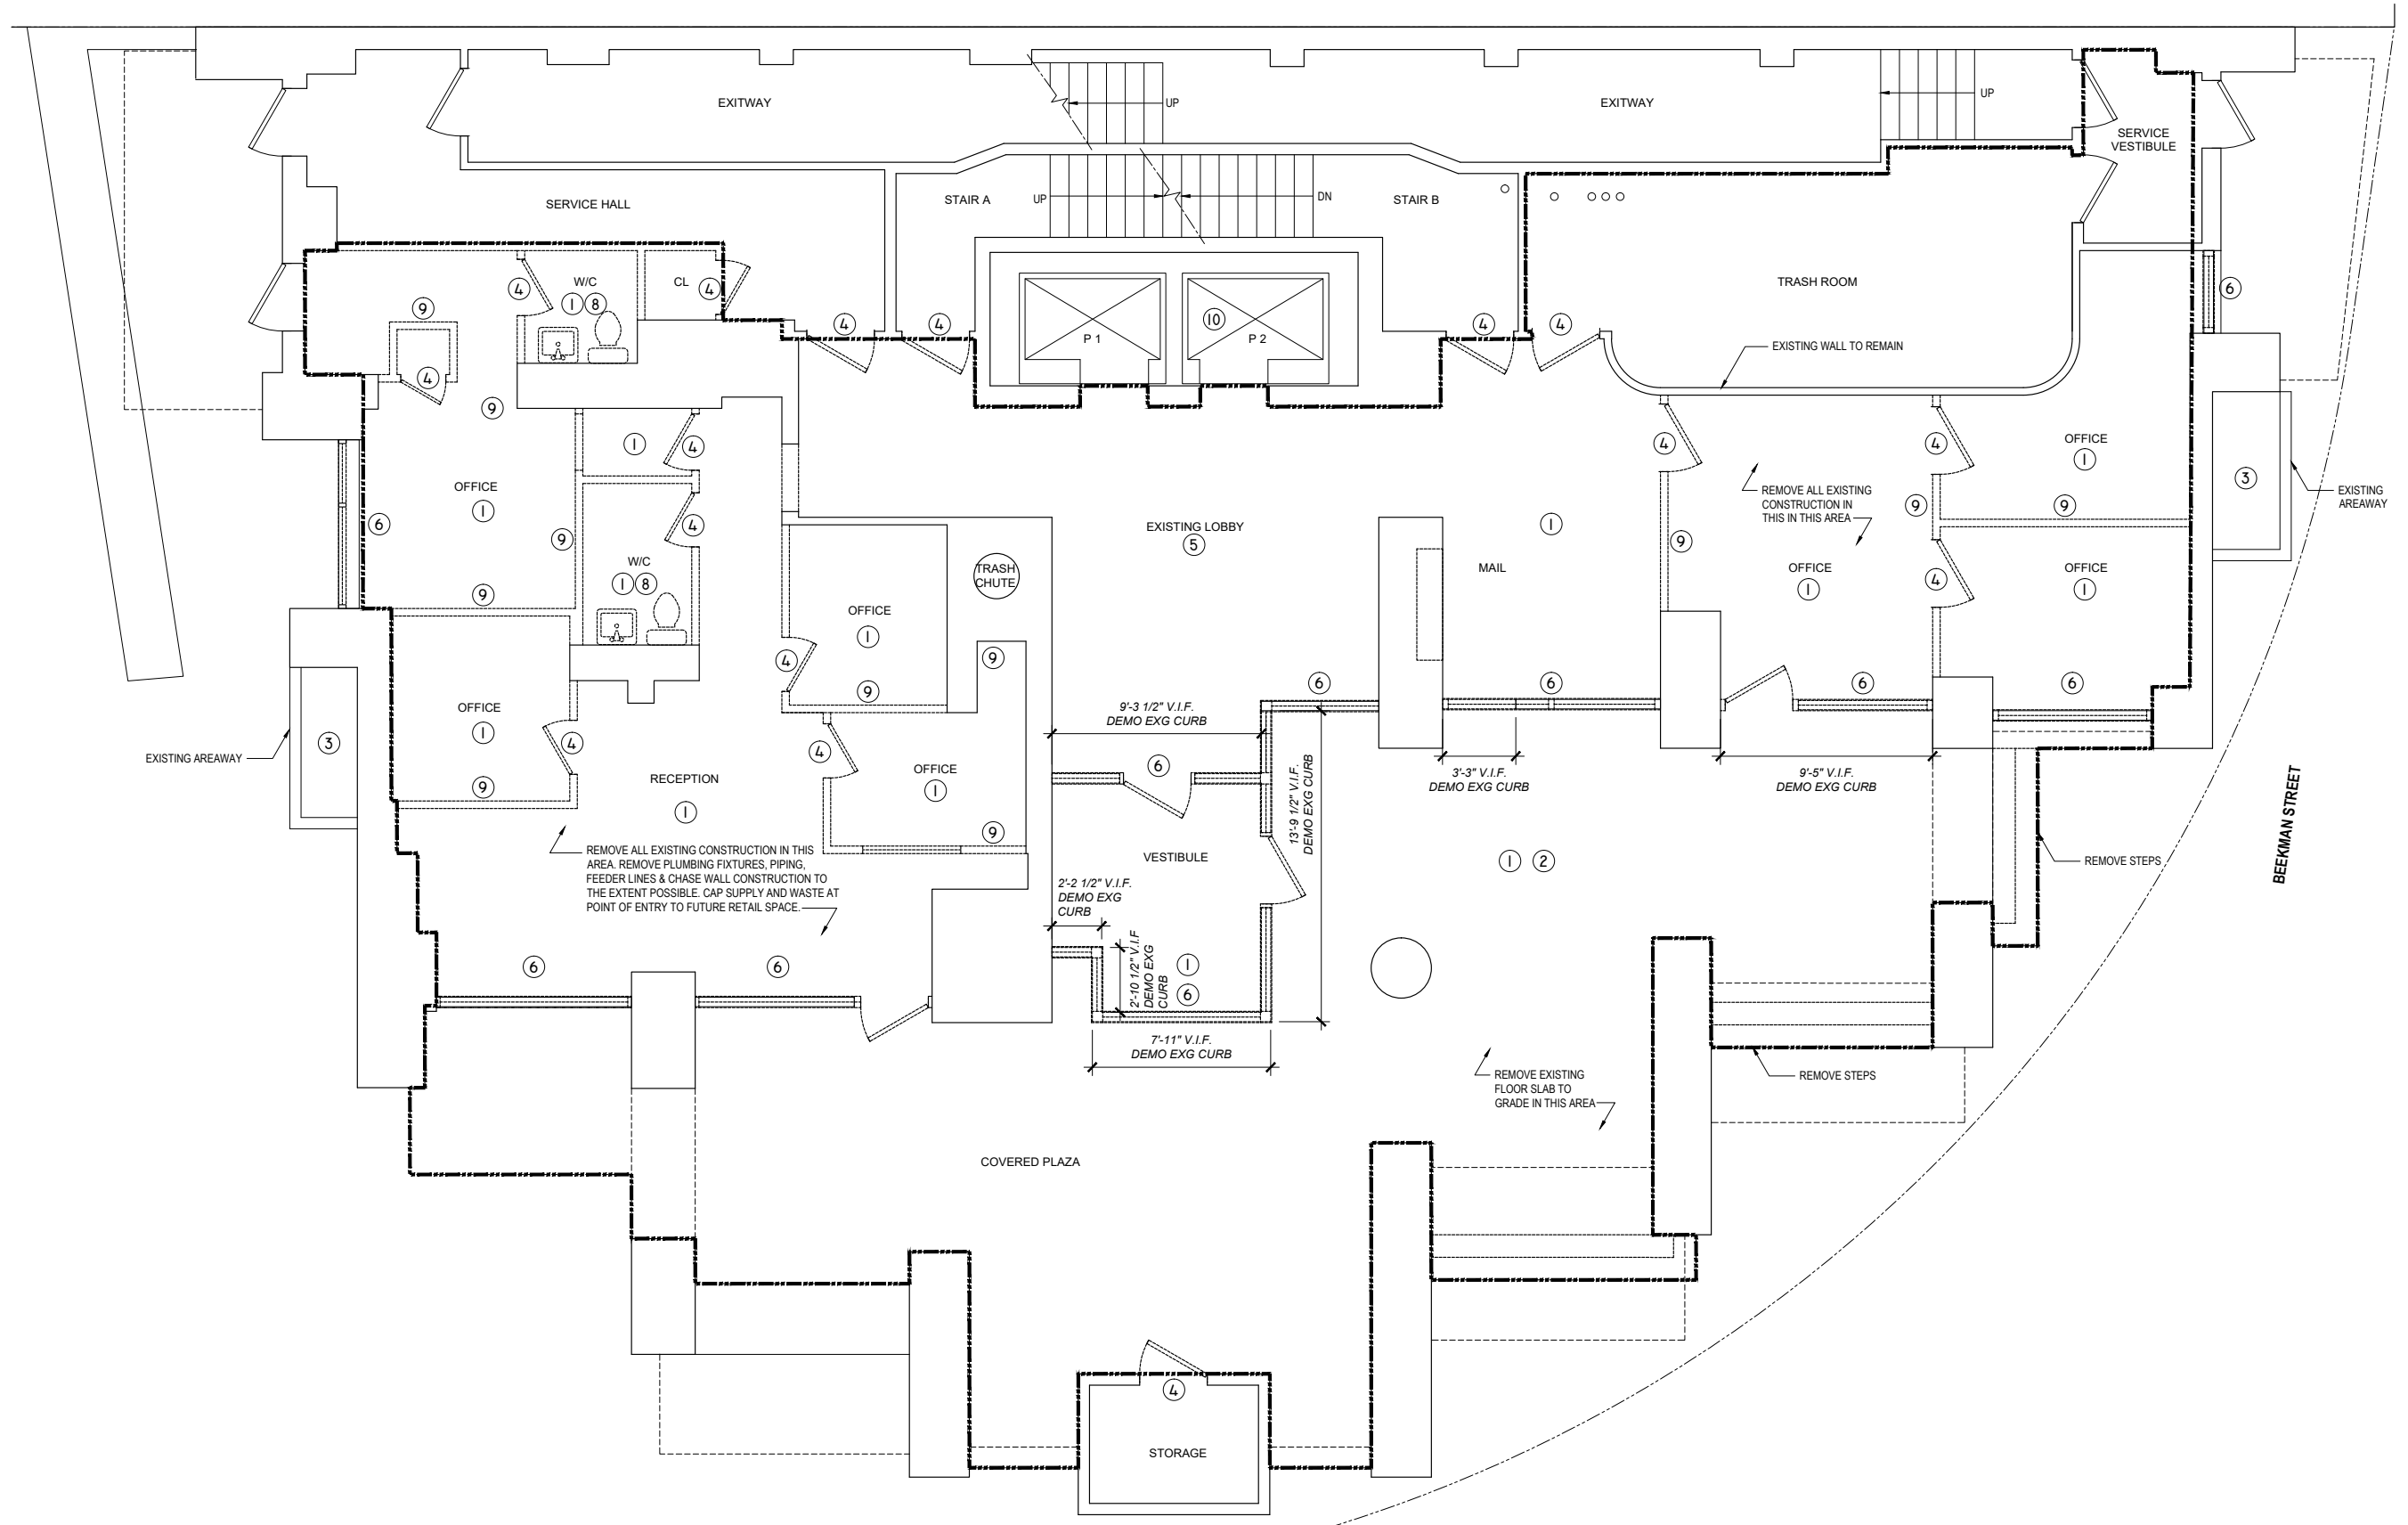 EXITWAY
UP
EXITWAY
UP
SERVICE
VESTIBULE
SERVICE HALL
STAIR A
UP
DN
STAIR B
W/C
1 8
4
CL
4
9
4
4
4
4
4
P 1
10
P 2
TRASH ROOM
6
EXISTING WALL TO REMAIN
9
1
4
OFFICE
1
6
9
4
W/C
1 8
9
EXISTING LOBBY
5
TRASH
CHUTE
OFFICE
1
4
9
9
MAIL
1
4
9
REMOVE ALL EXISTING
CONSTRUCTION IN
THIS IN THIS AREA
OFFICE
1
4
9
4
OFFICE
1
9
OFFICE
1
3
EXISTING
AREAWAY
6
6
6
6
OFFICE
1
4
9
EXISTING AREAWAY
3
RECEPTION
1
4
OFFICE
1
9
REMOVE ALL EXISTING CONSTRUCTION IN THIS
AREA. REMOVE PLUMBING FIXTURES, PIPING,
FEEDER LINES & CHASE WALL CONSTRUCTION TO
THE EXTENT POSSIBLE. CAP SUPPLY AND WASTE AT
POINT OF ENTRY TO FUTURE RETAIL SPACE.
9'-3 1/2" V.I.F.
DEMO EXG CURB
6
13'-9 1/2" V.I.F.
DEMO EXG CURB
3'-3" V.I.F.
DEMO EXG CURB
9'-5" V.I.F.
DEMO EXG CURB
VESTIBULE
2'-2 1/2" V.I.F.
DEMO EXG
CURB
2'-10 1/2" V.I.F
DEMO EXG
CURB
1
6
7'-11" V.I.F.
DEMO EXG CURB
1 2
REMOVE STEPS
BEEKMAN STREET
6
6
REMOVE EXISTING
FLOOR SLAB TO
GRADE IN THIS AREA
REMOVE STEPS
COVERED PLAZA
4
STORAGE